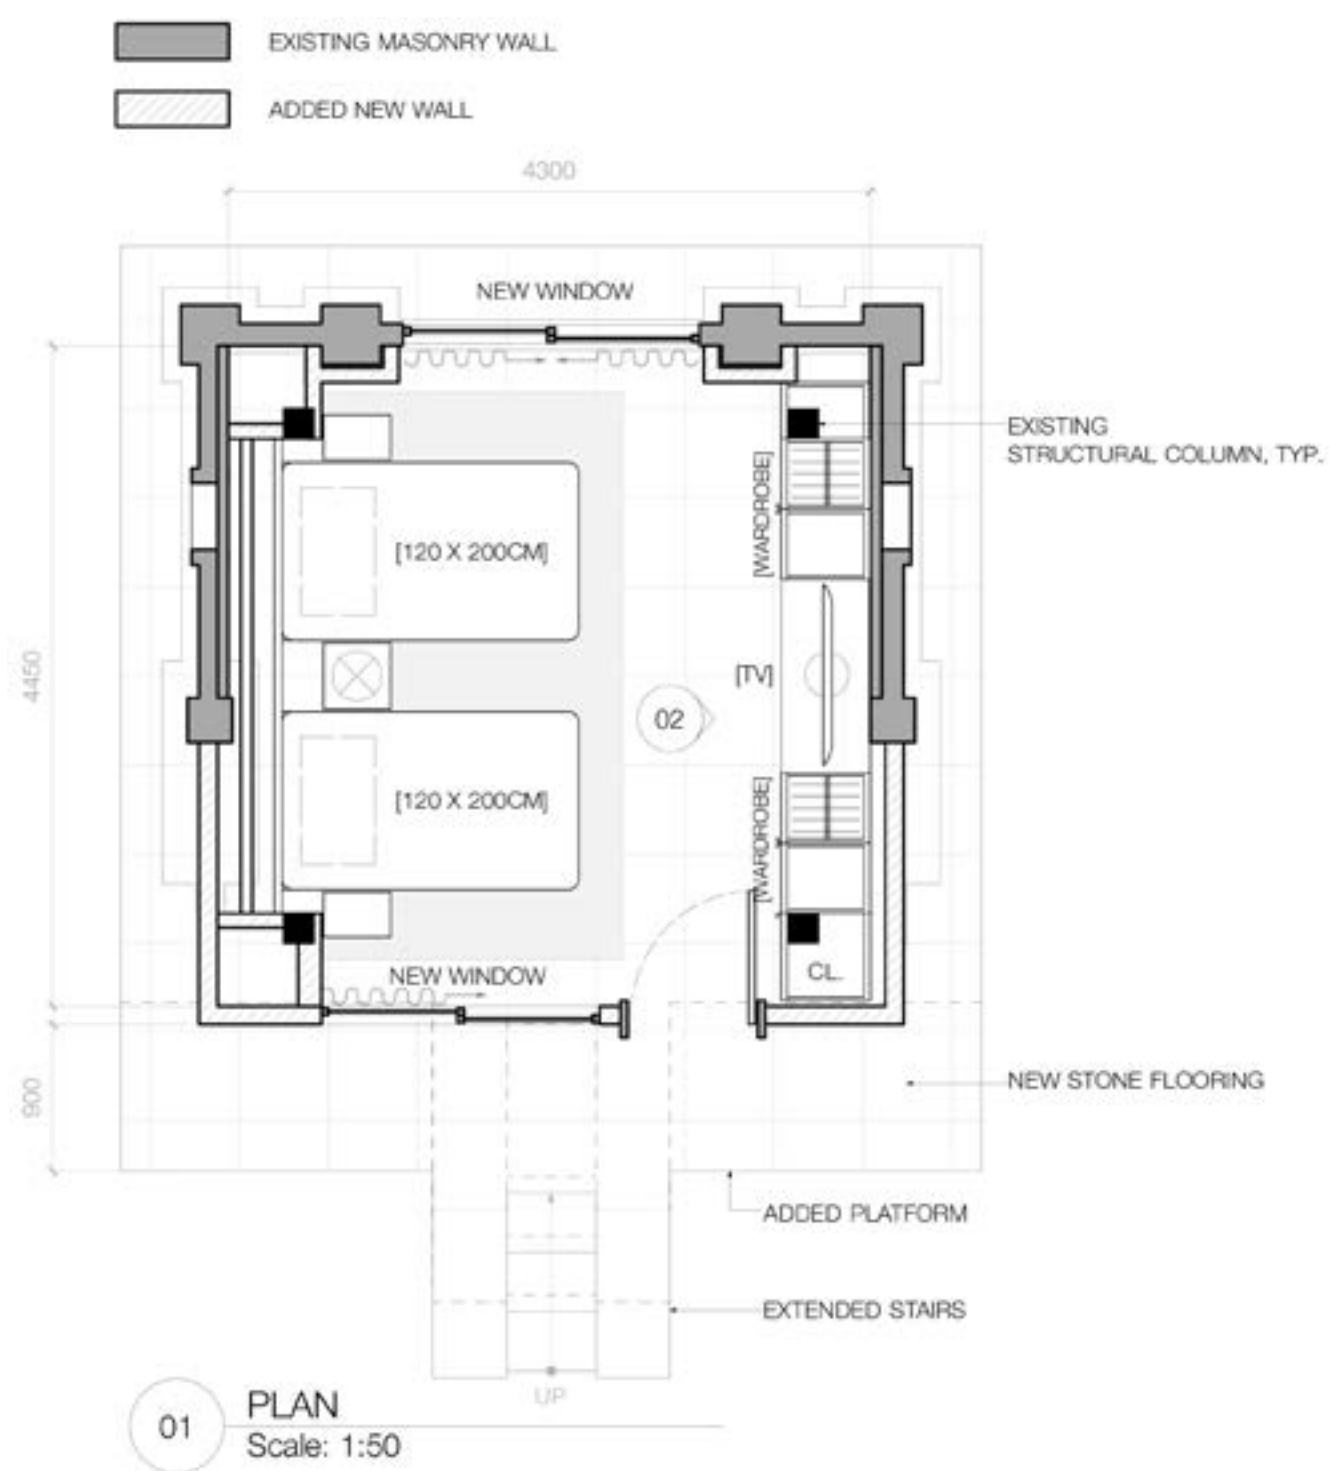 EXISTING MASONRY WALL
ADDED NEW WALL
4300
NEW WINDOW
EXISTING
STRUCTURAL COLUMN, TYP.
[WARDROBE]
[120 X 200CM]
4450
[TV]
02
[120 X 200CM]
[WARDROBE]
CL.
NEW WINDOW
NEW STONE FLOORING
900
ADDED PLATFORM
EXTENDED STAIRS
UP
01
PLAN
Scale: 1:50